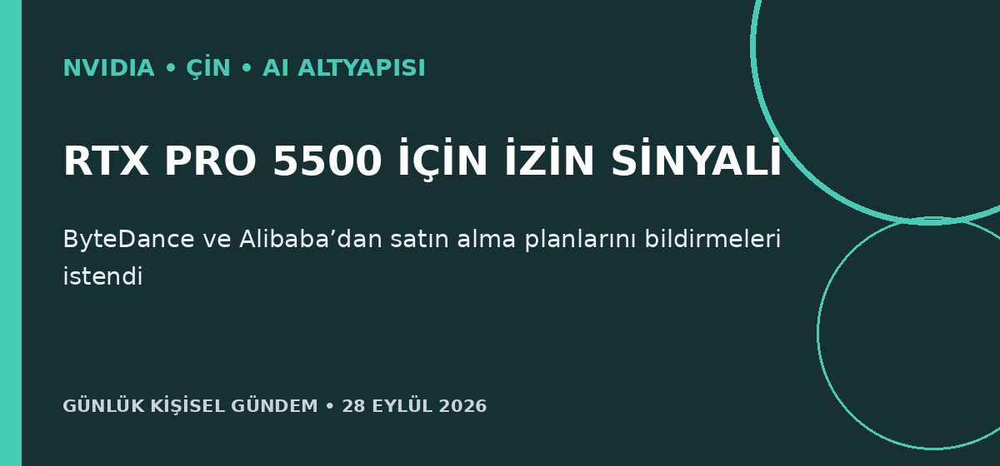 NVIDIA • ÇİN • AI ALTYAPISI
RTX PRO 5500 İÇİN İZİN SİNYALİ
ByteDance ve Alibaba’dan satın alma planlarını bildirmeleri
istendi
GÜNLÜK KİŞİSEL GÜNDEM • 28 EYLÜL 2026